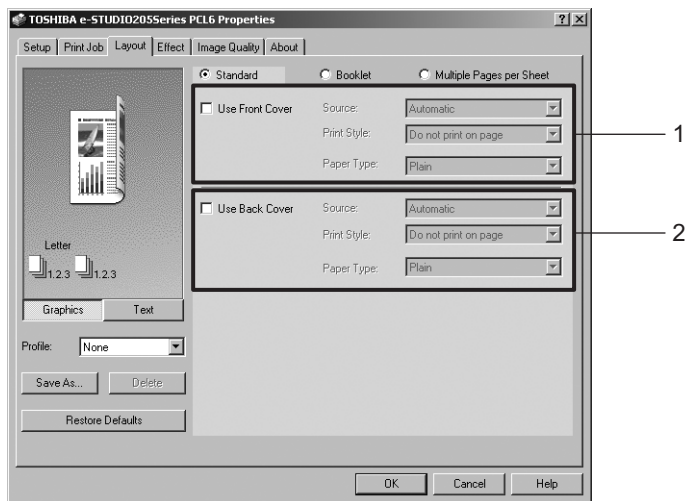 TOSHIBA e-STUDIO205Series PCL6 Properties
Setup Print Job Layout Effect Image Quality About
Standard Booklet Multiple Pages per Sheet
Use Front Cover Source: Automatic
Print Style: Do not print on page
Paper Type: Plain
1
Use Back Cover Source: Automatic
Print Style: Do not print on page
Paper Type: Plain
2
Letter
1.2.3 1.2.3
Graphics Text
Profile: None
Save As... Delete
Restore Defaults
OK Cancel Help